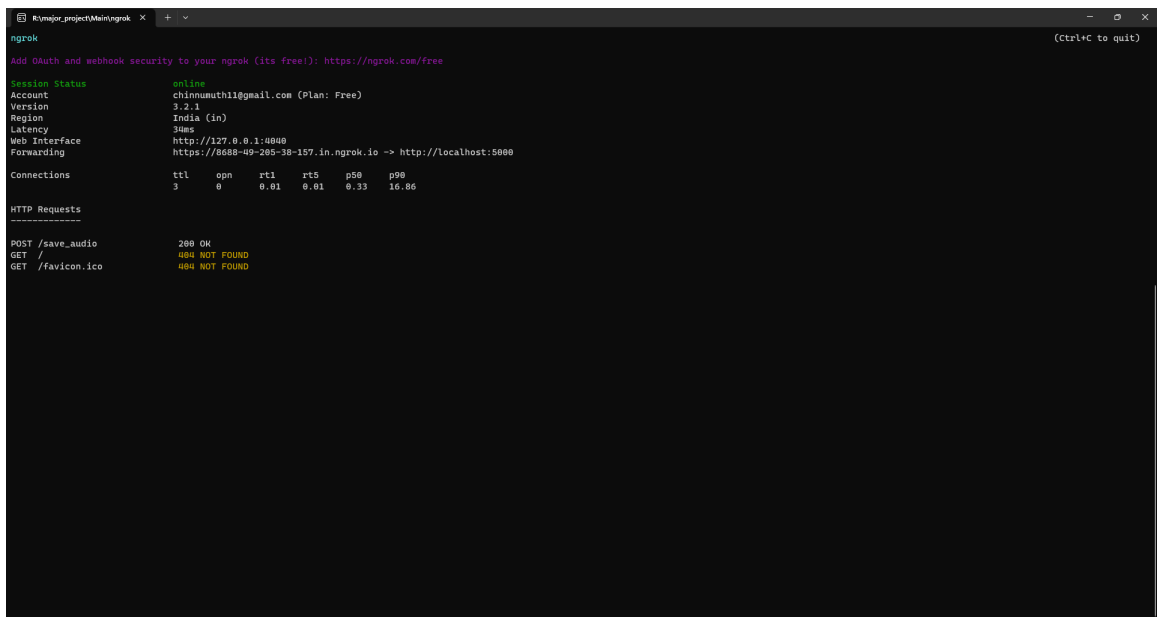 R:\major_project\Main\ngrok
ngrok (Ctrl+C to quit)
Add OAuth and webhook security to your ngrok (its free!): https://ngrok.com/free
Session Status online
Account chinnumuth11@gmail.com (Plan: Free)
Version 3.2.1
Region India (in)
Latency 34ms
Web Interface http://127.0.0.1:4040
Forwarding https://8688-49-205-38-157.in.ngrok.io -> http://localhost:5000
Connections ttl opn rt1 rt5 p50 p90
3 0 0.01 0.01 0.33 16.86
HTTP Requests
-------------
POST /save_audio 200 OK
GET / 404 NOT FOUND
GET /favicon.ico 404 NOT FOUND